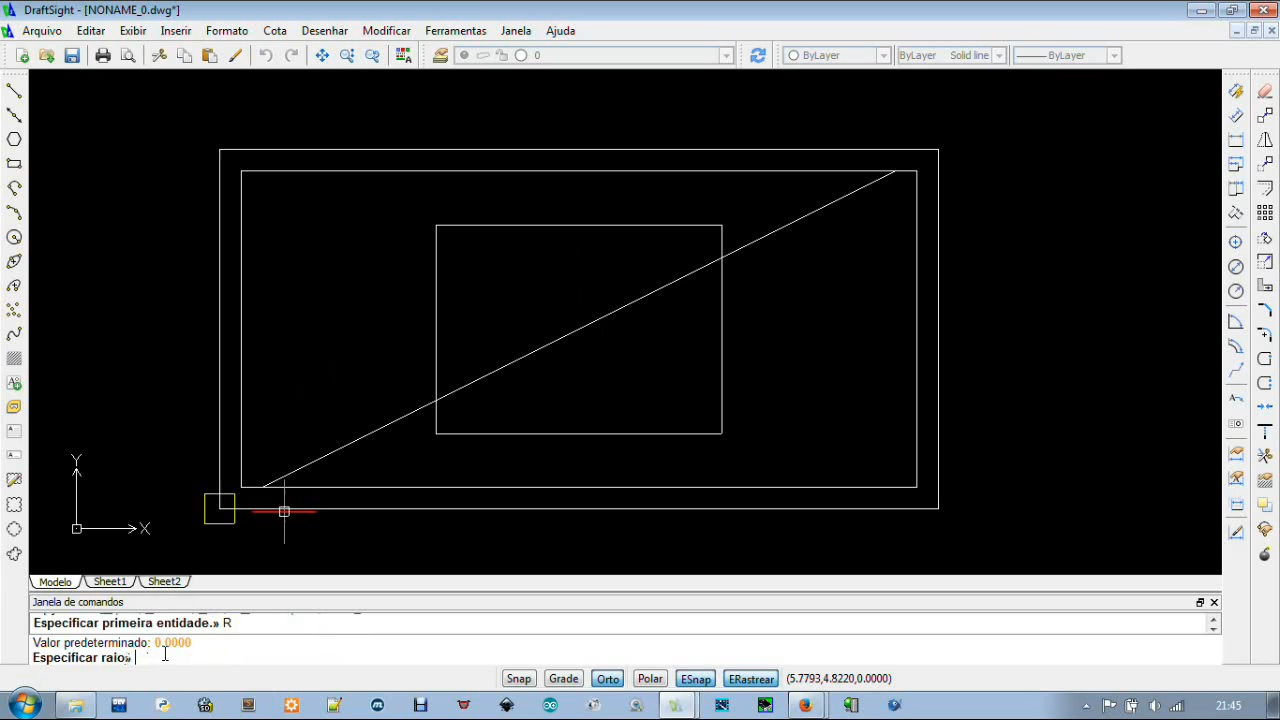 DraftSight - [NONAME_0.dwg*]
Arquivo Editar Exibir Inserir Formato Cota Desenhar Modificar Ferramentas Janela Ajuda
0 ByLayer ByLayer Solid line ByLayer
Y
X
Modelo Sheet1 Sheet2
Janela de comandos
Especificar primeira entidade.» R
Valor predeterminado: 0.0000
Especificar raio»
Snap Grade Orto Polar ESnap ERastrear (5.7793,4.8220,0.0000)
21:45